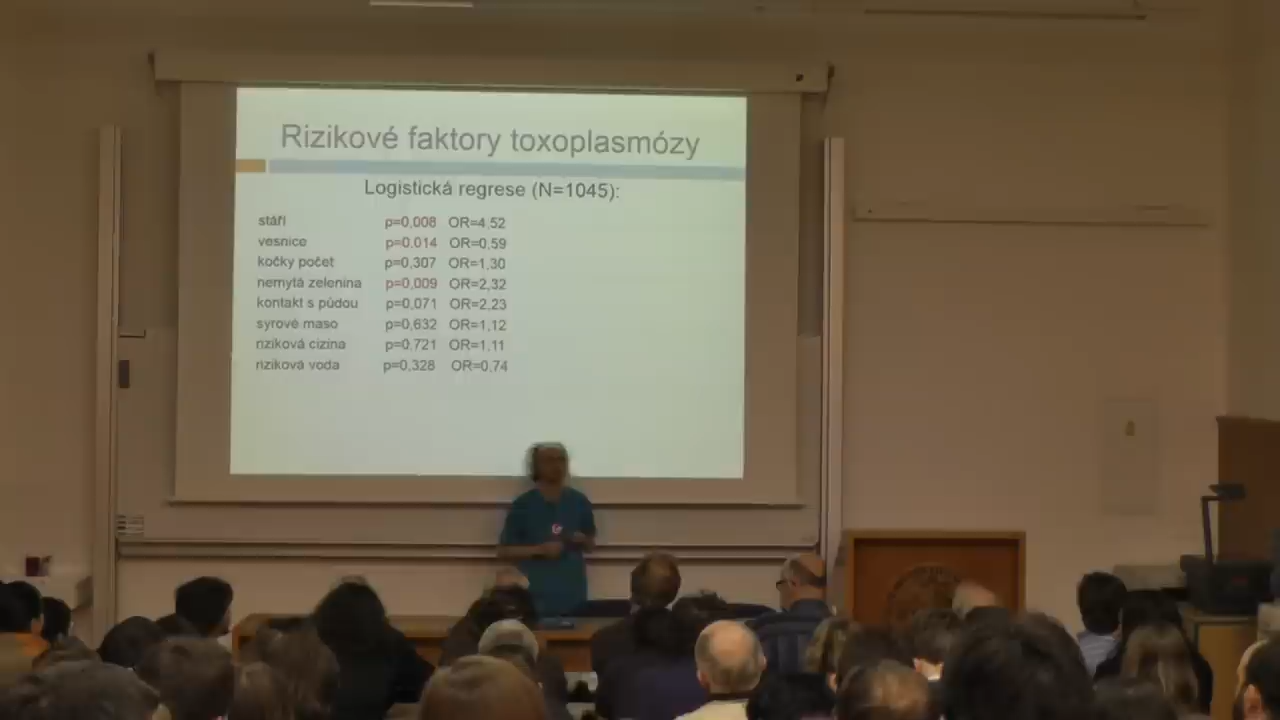 Rizikové faktory toxoplasmózy
Logistická regrese (N=1045):
stáří p=0,008 OR=4,52
vesnice p=0.014 OR=0,59
kočky počet p=0,307 OR=1,30
nemytá zelenina p=0,009 OR=2,32
kontakt s půdou p=0,071 OR=2,23
syrové maso p=0,632 OR=1,12
riziková cizina p=0,721 OR=1,11
riziková voda p=0,328 OR=0,74